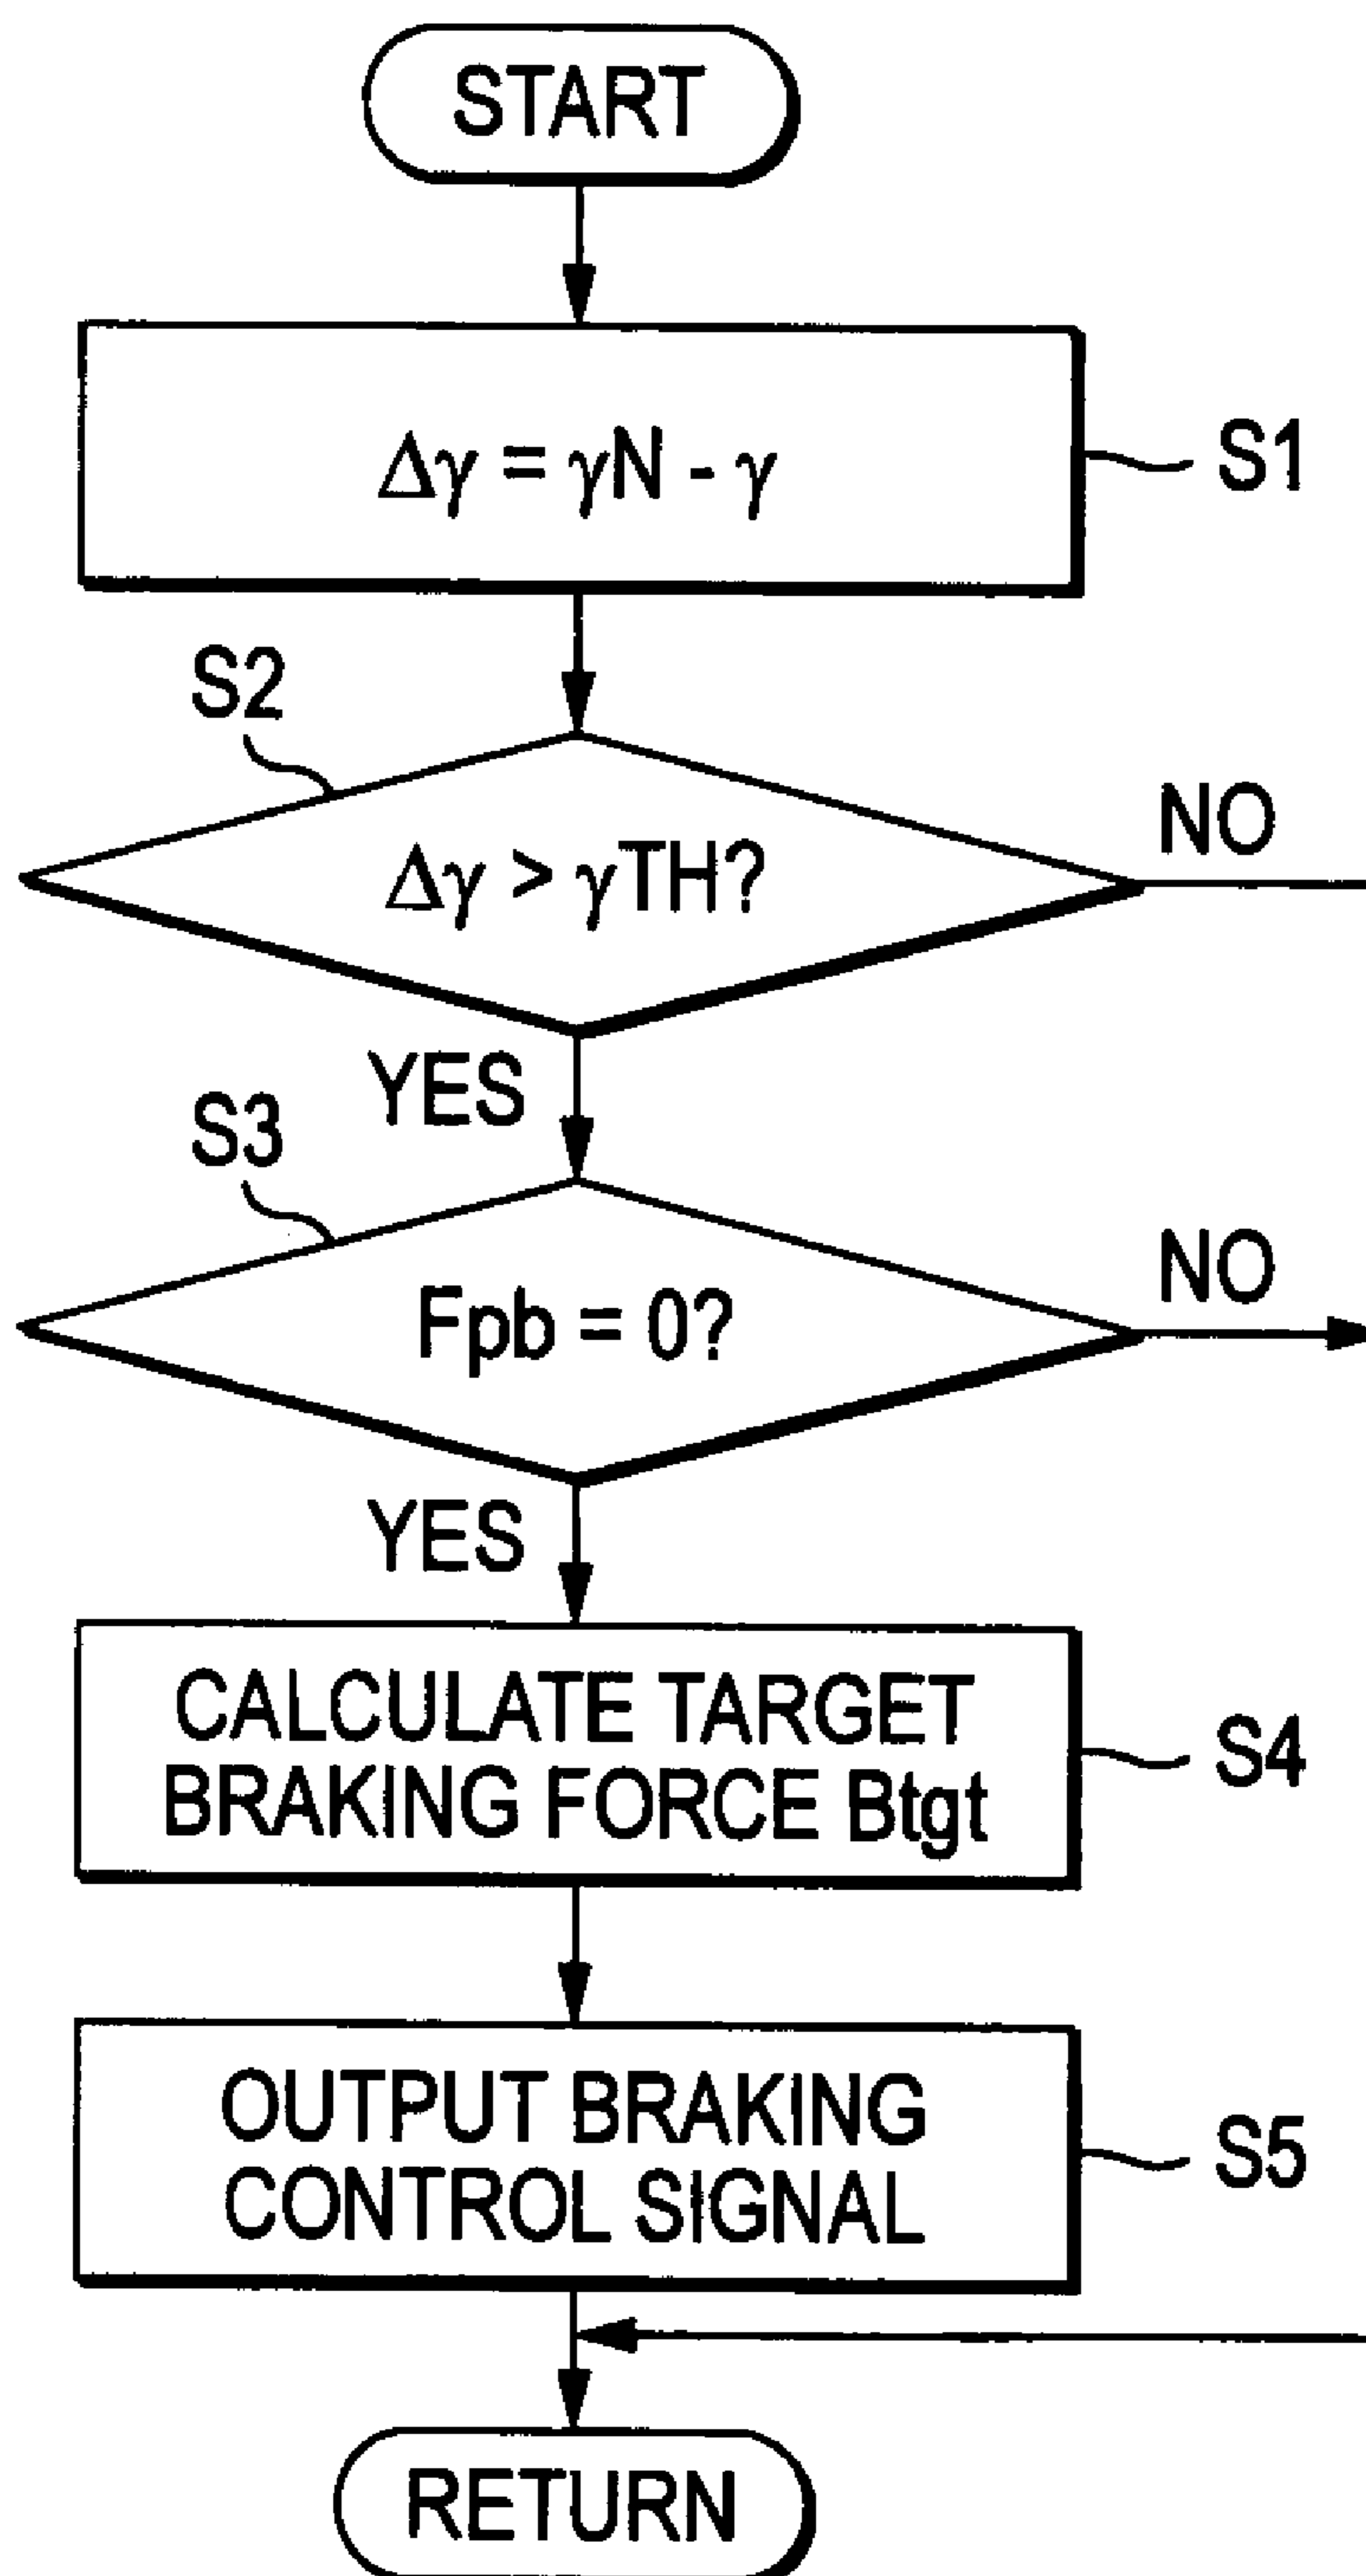 START
Δγ = γN - γ
S1
S2
Δγ > γTH?
NO
YES
S3
Fpb = 0?
NO
YES
CALCULATE TARGET
BRAKING FORCE Btgt
S4
OUTPUT BRAKING
CONTROL SIGNAL
S5
RETURN